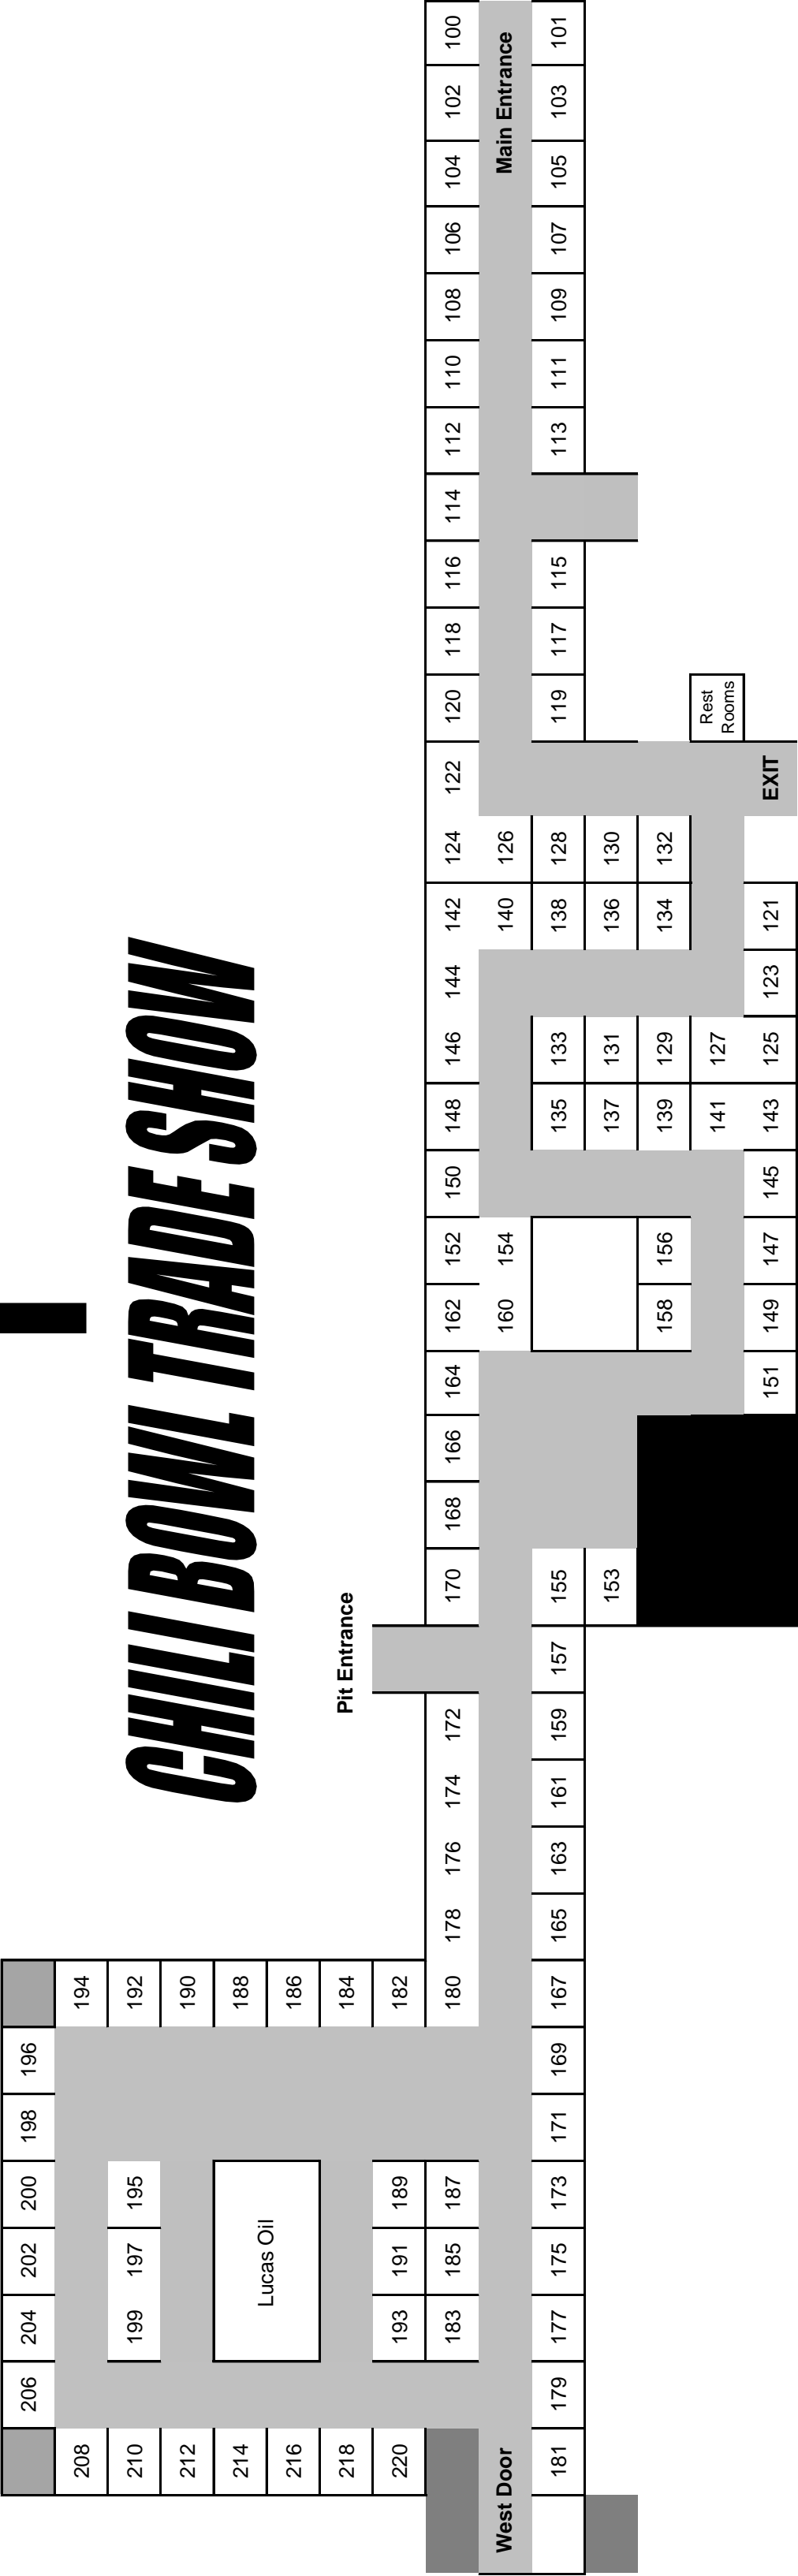 206 204 202 200 198 196
208 194
210 199 197 195 192
CHILI BOWL TRADE SHOW
212 190
214 188
Lucas Oil
216 186
218 184 Pit Entrance
220 193 191 189 182
183 185 187 180 178 176 174 172 170 168 166 164 162 152 150 148 146 144 142 124 122 120 118 116 114 112 110 108 106 104 102 100
West Door 160 154 140 126 Main Entrance
181 179 177 175 173 171 169 167 165 163 161 159 157 155 135 133 138 128 119 117 115 113 111 109 107 105 103 101
153 137 131 136 130
158 156 139 129 134 132
141 127 Rest
Rooms
151 149 147 145 143 125 123 121 EXIT